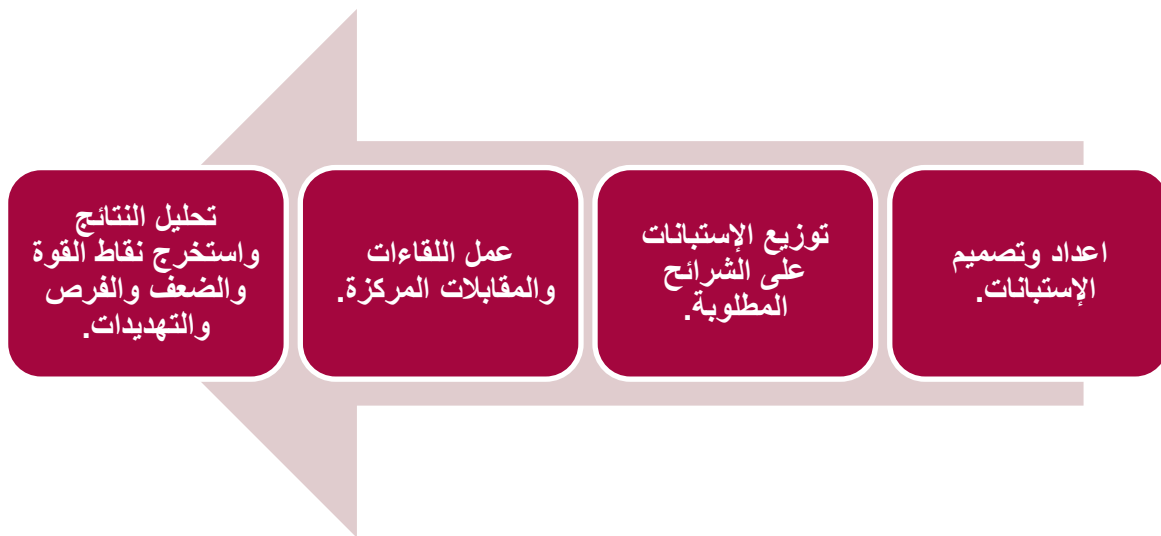 اعداد وتصميم
الإستبانات.
توزيع الإستبانات
على الشرائح
المطلوبة.
عمل اللقاءات
والمقابلات المركزة.
تحليل النتائج
واستخرج نقاط القوة
والضعف والفرص
والتهديدات.